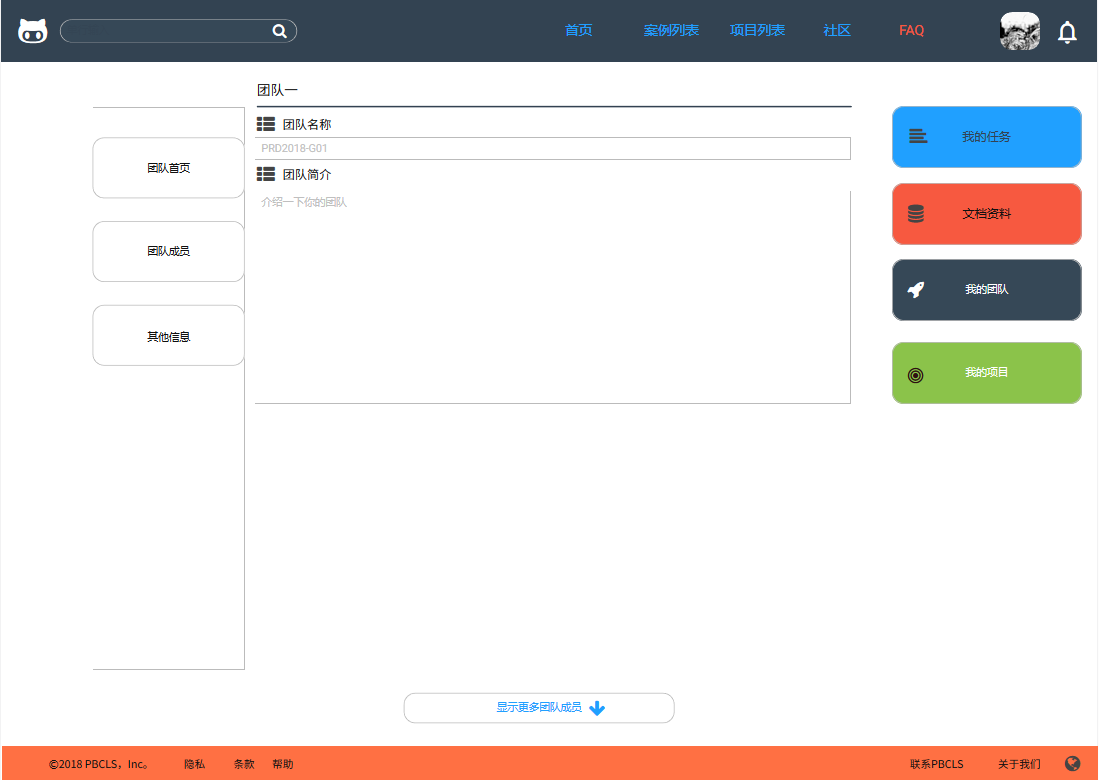 首页 案例列表 项目列表 社区 FAQ
团队一
团队名称
PRD2018-G01
团队简介
介绍一下你的团队
团队首页
团队成员
其他信息
我的任务
文档资料
我的团队
我的项目
显示更多团队成员
©2018 PBCLS，Inc。 隐私 条款 帮助 联系PBCLS 关于我们